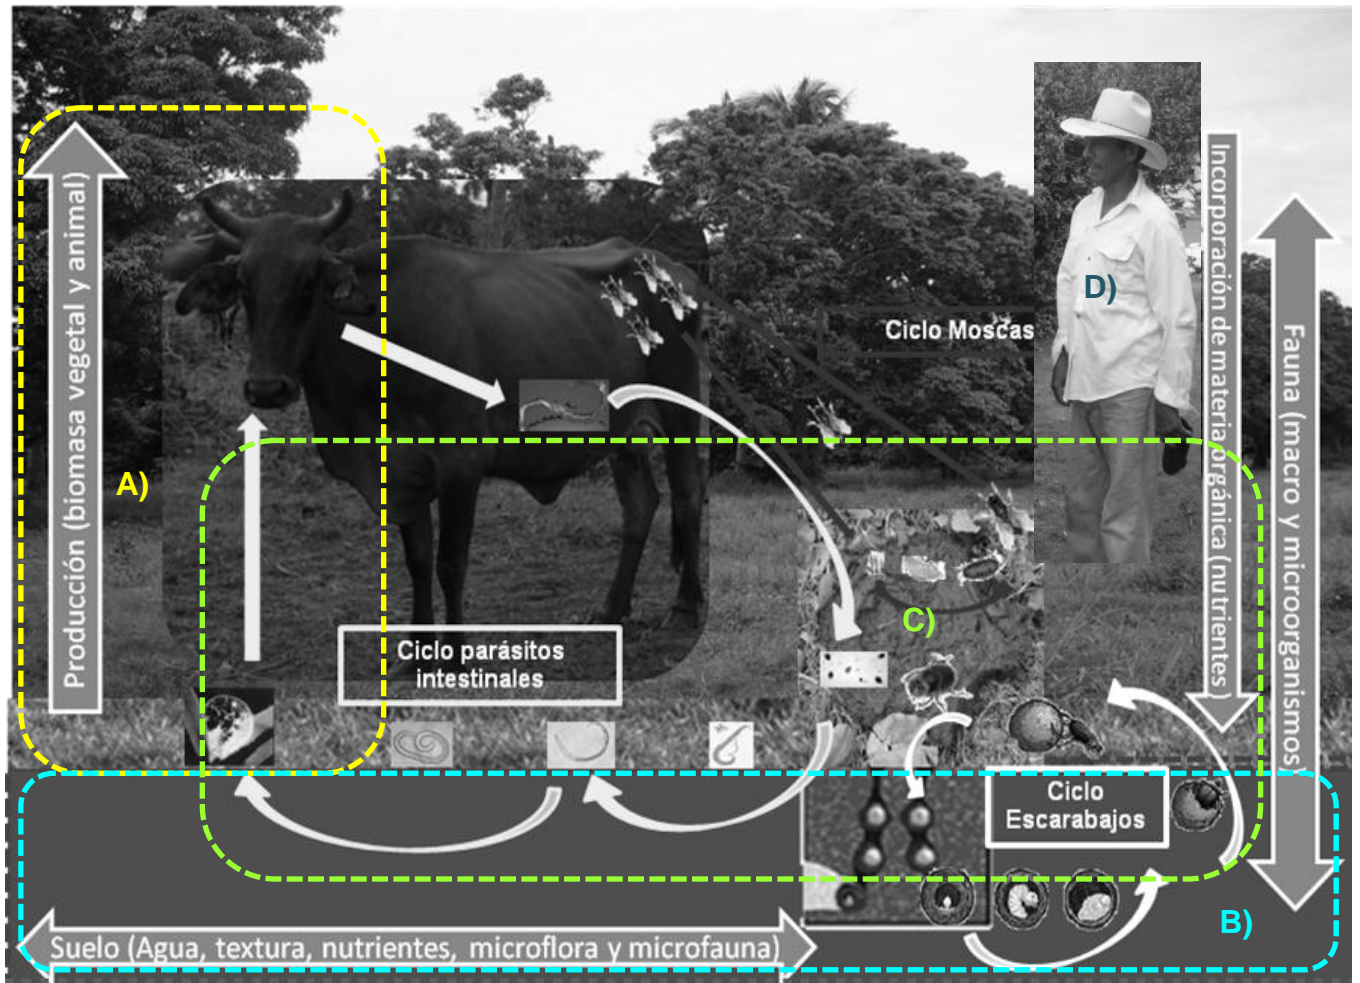 Producción (biomasa vegetal y animal)
A)
Ciclo Moscas
D)
Incorporación de materia orgánica (nutrientes)
Fauna (macro y microorganismos)
C)
Ciclo parásitos
intestinales
Ciclo
Escarabajos
B)
Suelo (Agua, textura, nutrientes, microflora y microfauna)